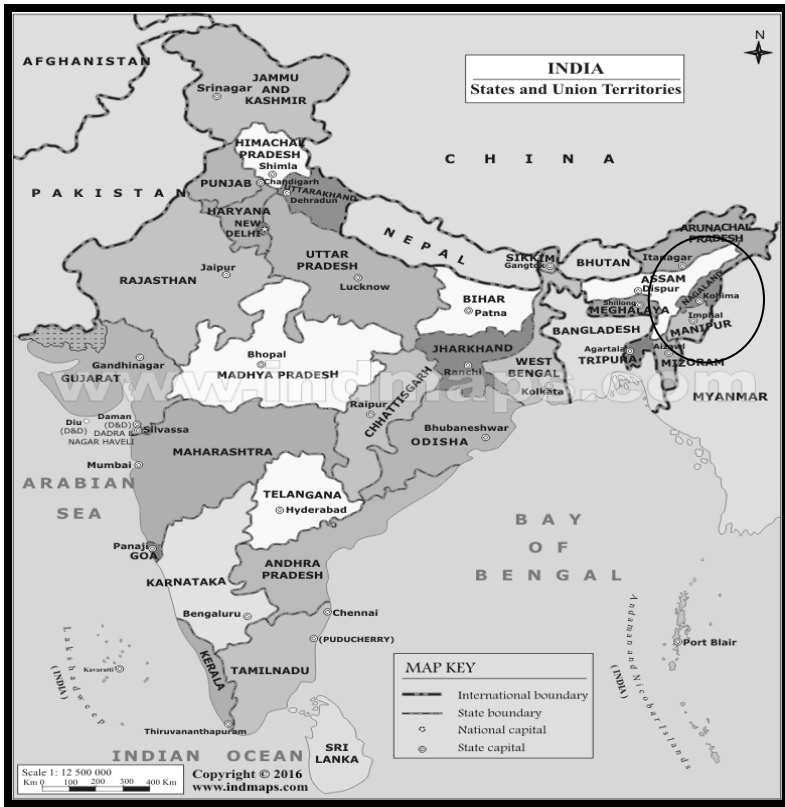 N
INDIA
States and Union Territories
AFGHANISTAN
JAMMU
AND
KASHMIR
Srinagar
CHINA
HIMACHAL
PRADESH
Shimla
PUNJAB
Chandigarh
UTTARAKHAND
Dehradun
PAKISTAN
HARYANA
NEW
DELHI
NEPAL
ARUNACHAL
PRADESH
Itanagar
SIKKIM
Gangtok
BHUTAN
UTTAR
PRADESH
Lucknow
Jaipur
RAJASTHAN
ASSAM
Dispur
NAGALAND
Kohima
BIHAR
Patna
Shillong
MEGHALAYA
Imphal
MANIPUR
BANGLADESH
JHARKHAND
Ranchi
Agartala
TRIPURA
Aizawl
MIZORAM
Gandhinagar
GUJARAT
Bhopal
MADHYA PRADESH
WEST
BENGAL
Kolkata
www.indmaps.com
MYANMAR
Raipur
CHHATTISGARH
Daman
(D&D)
Diu
(D&D)
DADRA &
NAGAR HAVELI
Silvassa
Bhubaneshwar
ODISHA
MAHARASHTRA
Mumbai
ARABIAN
SEA
TELANGANA
Hyderabad
BAY
OF
BENGAL
Panaji
GOA
KARNATAKA
ANDHRA
PRADESH
Bengaluru
Chennai
(PUDUCHERRY)
Lakshadweep
(INDIA)
Kavaratti
KERALA
TAMILNADU
Andaman and Nicobar Islands
(INDIA)
Port Blair
Thiruvananthapuram
INDIAN OCEAN
SRI
LANKA
MAP KEY
International boundary
State boundary
National capital
State capital
Scale 1: 12 500 000
Km 0 100 200 300 400 Km
Copyright © 2016
www.indmaps.com